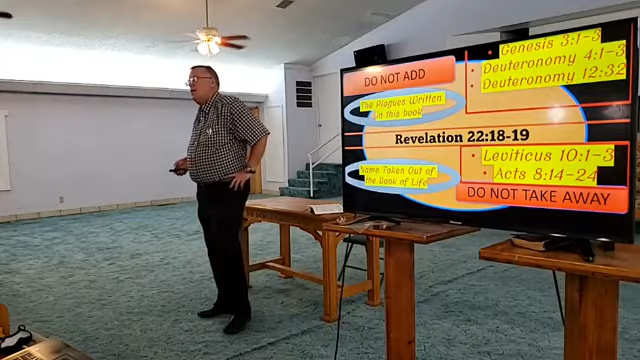 DO NOT ADD
• Genesis 3:1-3
• Deuteronomy 4:1-3
• Deuteronomy 12:32
The Plagues Written
In this book
Revelation 22:18-19
Name Taken Out of
the Book of Life
• Leviticus 10:1-3
• Acts 8:14-24
DO NOT TAKE AWAY